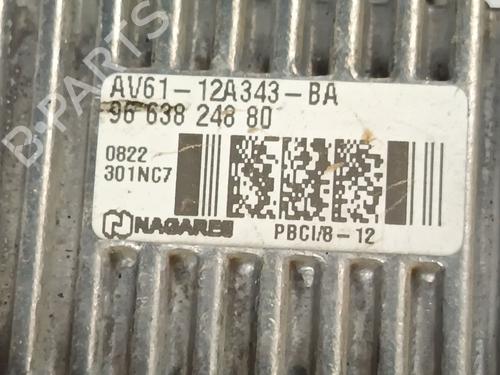 AV61-12A343-BA
96 638 248 80
0822
301NC7
NAGARES
PBCI/8-12
B-PARTS